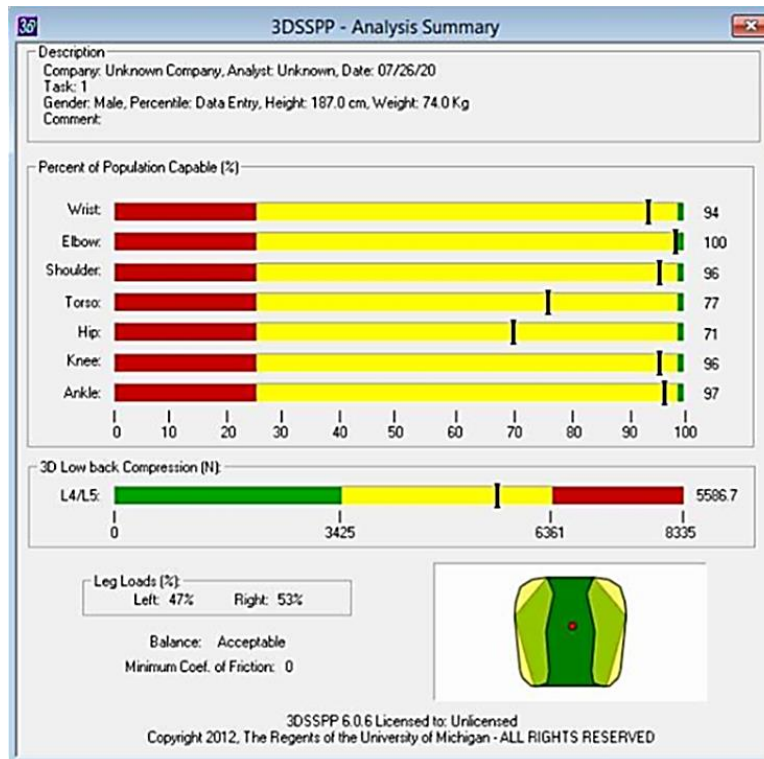 3D
3DSSPP - Analysis Summary
Description
Company: Unknown Company, Analyst: Unknown, Date: 07/26/20
Task: 1
Gender: Male, Percentile: Data Entry, Height: 187.0 cm, Weight: 74.0 Kg
Comment:
Percent of Population Capable (%)
Wrist: 94
Elbow: 100
Shoulder: 96
Torso: 77
Hip: 71
Knee: 96
Ankle: 97
0 10 20 30 40 50 60 70 80 90 100
3D Low back Compression (N):
L4/L5: 5586.7
0 3425 6361 8335
Leg Loads (%):
Left: 47% Right: 53%
Balance: Acceptable
Minimum Coef. of Friction: 0
3DSSPP 6.0.6 Licensed to: Unlicensed
Copyright 2012, The Regents of the University of Michigan - ALL RIGHTS RESERVED